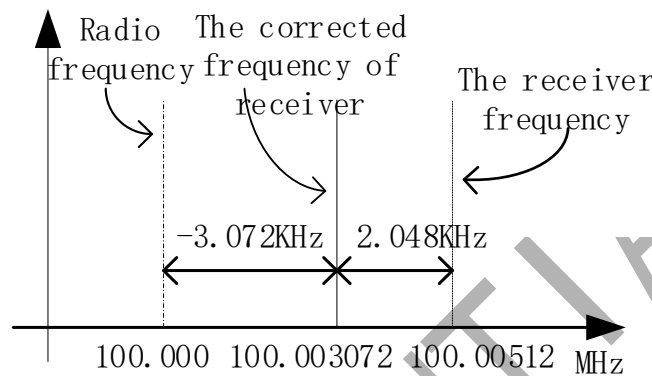 Radio
frequency
The corrected
frequency of
receiver
The receiver
frequency
-3.072KHz
2.048KHz
100.000
100.003072
100.00512
MHz